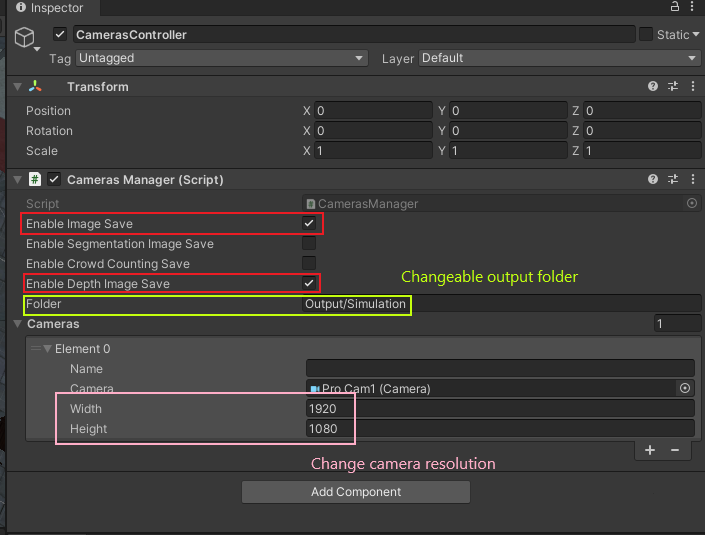 Inspector
CamerasController
Static
Tag Untagged Layer Default
Transform
Position X 0 Y 0 Z 0
Rotation X 0 Y 0 Z 0
Scale X 1 Y 1 Z 1
# Cameras Manager (Script)
Script # CamerasManager
Enable Image Save
Enable Segmentation Image Save
Enable Crowd Counting Save
Changeable output folder
Enable Depth Image Save
Folder Output/Simulation
Cameras 1
Element 0
Name
Camera Pro Cam1 (Camera)
Width 1920
Height 1080
Change camera resolution
Add Component